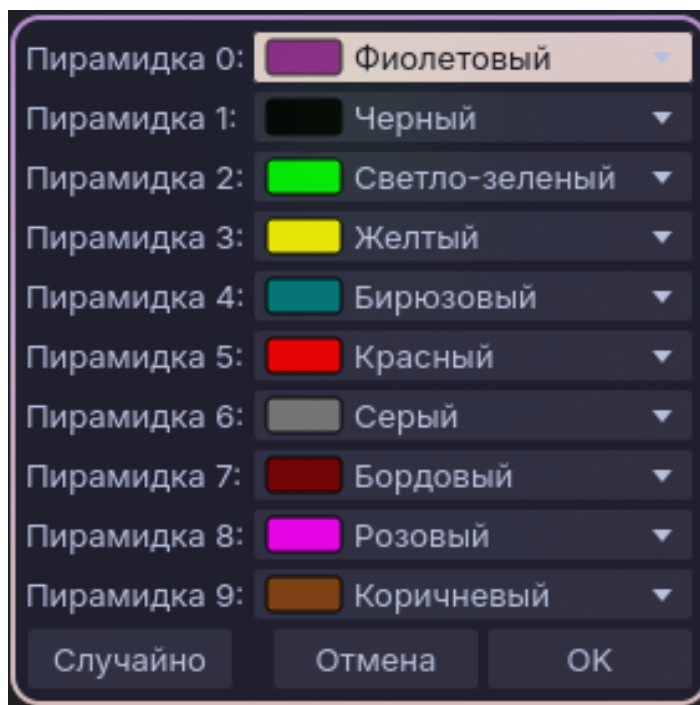 Пирамидка 0: Фиолетовый
Пирамидка 1: Черный
Пирамидка 2: Светло-зеленый
Пирамидка 3: Желтый
Пирамидка 4: Бирюзовый
Пирамидка 5: Красный
Пирамидка 6: Серый
Пирамидка 7: Бордовый
Пирамидка 8: Розовый
Пирамидка 9: Коричневый
Случайно Отмена OK